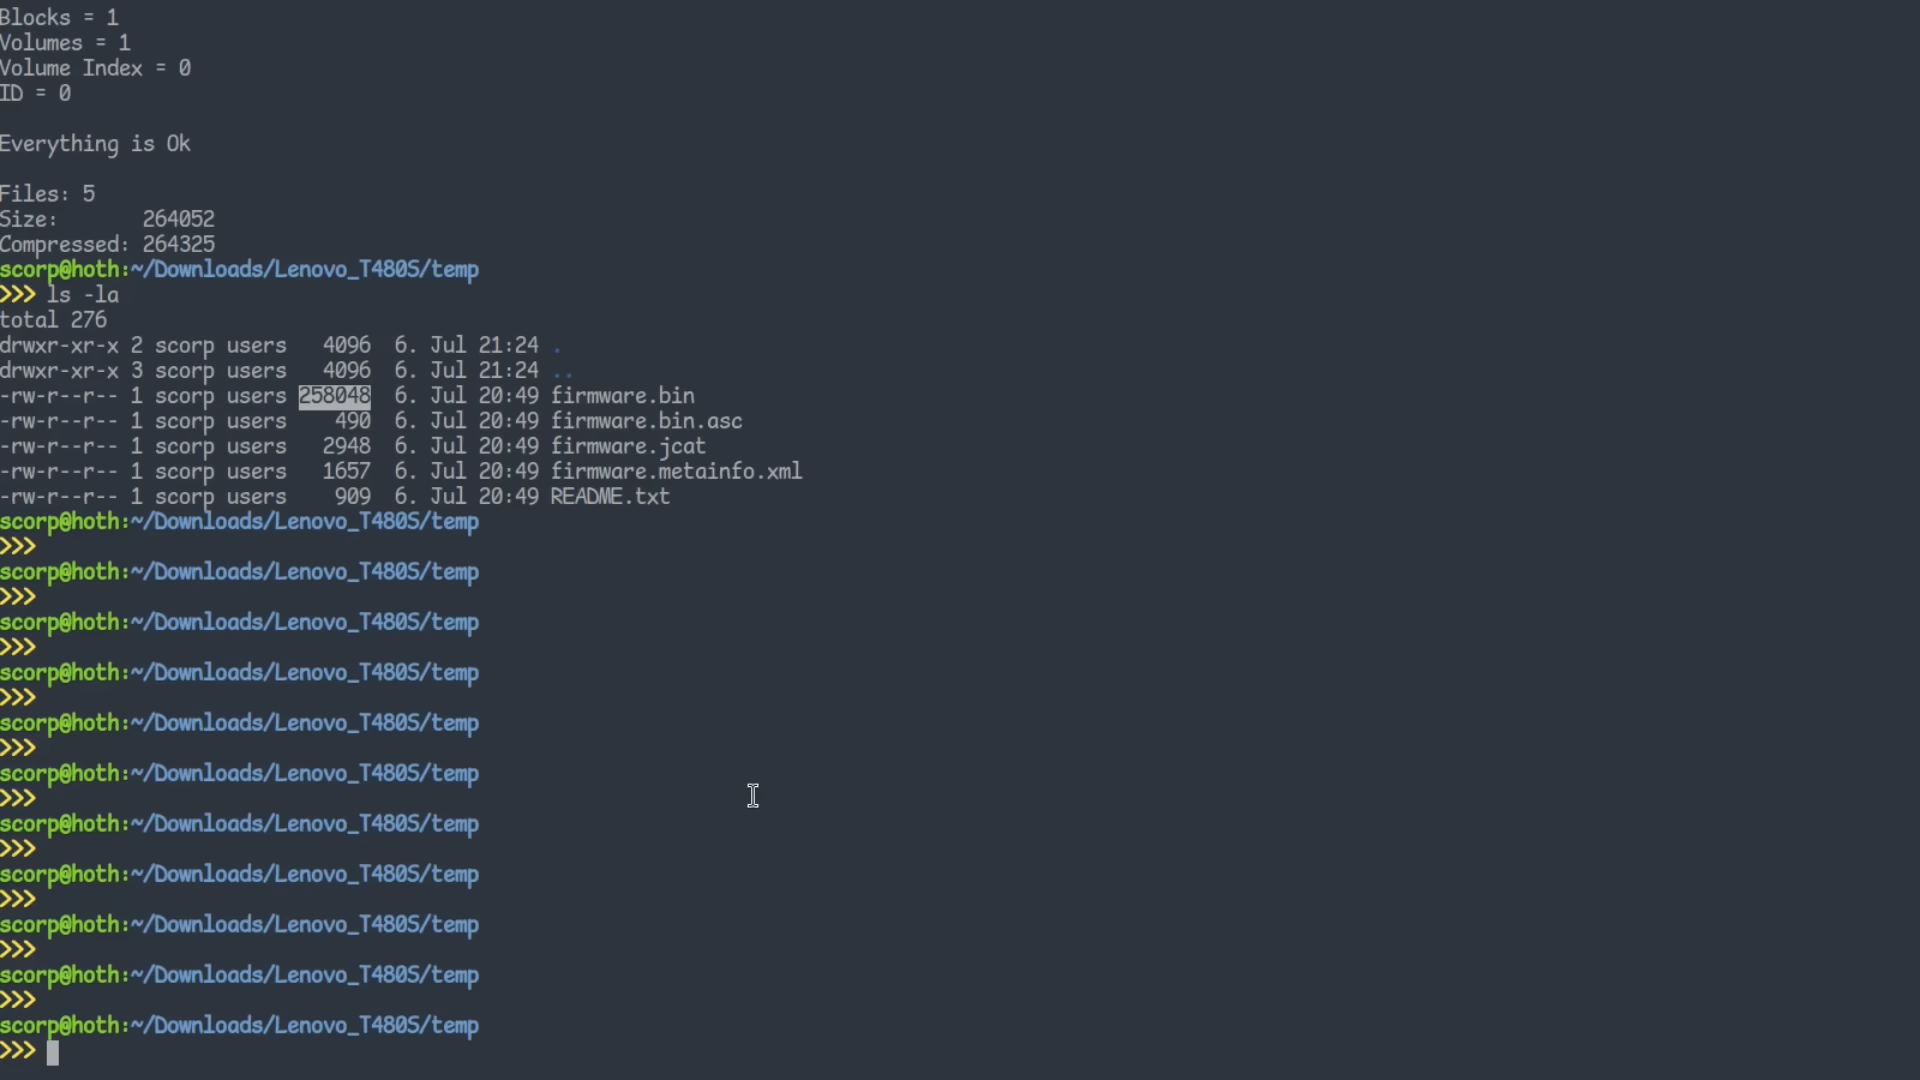 Blocks = 1
Volumes = 1
Volume Index = 0
ID = 0
Everything is Ok
Files: 5
Size:       264052
Compressed: 264325
scorp@hoth:~/Downloads/Lenovo_T480S/temp
>>> ls -la
total 276
drwxr-xr-x 2 scorp users   4096  6. Jul 21:24 .
drwxr-xr-x 3 scorp users   4096  6. Jul 21:24 ..
-rw-r--r-- 1 scorp users 258048  6. Jul 20:49 firmware.bin
-rw-r--r-- 1 scorp users    490  6. Jul 20:49 firmware.bin.asc
-rw-r--r-- 1 scorp users   2948  6. Jul 20:49 firmware.jcat
-rw-r--r-- 1 scorp users   1657  6. Jul 20:49 firmware.metainfo.xml
-rw-r--r-- 1 scorp users    909  6. Jul 20:49 README.txt
scorp@hoth:~/Downloads/Lenovo_T480S/temp
>>>
scorp@hoth:~/Downloads/Lenovo_T480S/temp
>>>
scorp@hoth:~/Downloads/Lenovo_T480S/temp
>>>
scorp@hoth:~/Downloads/Lenovo_T480S/temp
>>>
scorp@hoth:~/Downloads/Lenovo_T480S/temp
>>>
scorp@hoth:~/Downloads/Lenovo_T480S/temp
>>>
scorp@hoth:~/Downloads/Lenovo_T480S/temp
>>>
scorp@hoth:~/Downloads/Lenovo_T480S/temp
>>>
scorp@hoth:~/Downloads/Lenovo_T480S/temp
>>>
scorp@hoth:~/Downloads/Lenovo_T480S/temp
>>>
scorp@hoth:~/Downloads/Lenovo_T480S/temp
>>>